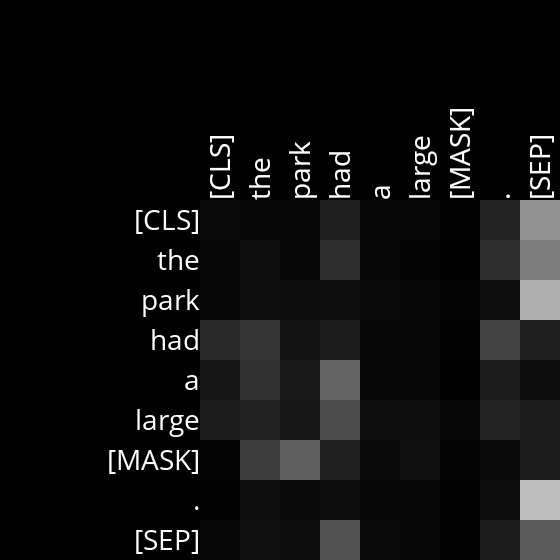 [CLS] the park had a large [MASK] . [SEP]
[CLS]
the
park
had
a
large
[MASK]
.
[SEP]